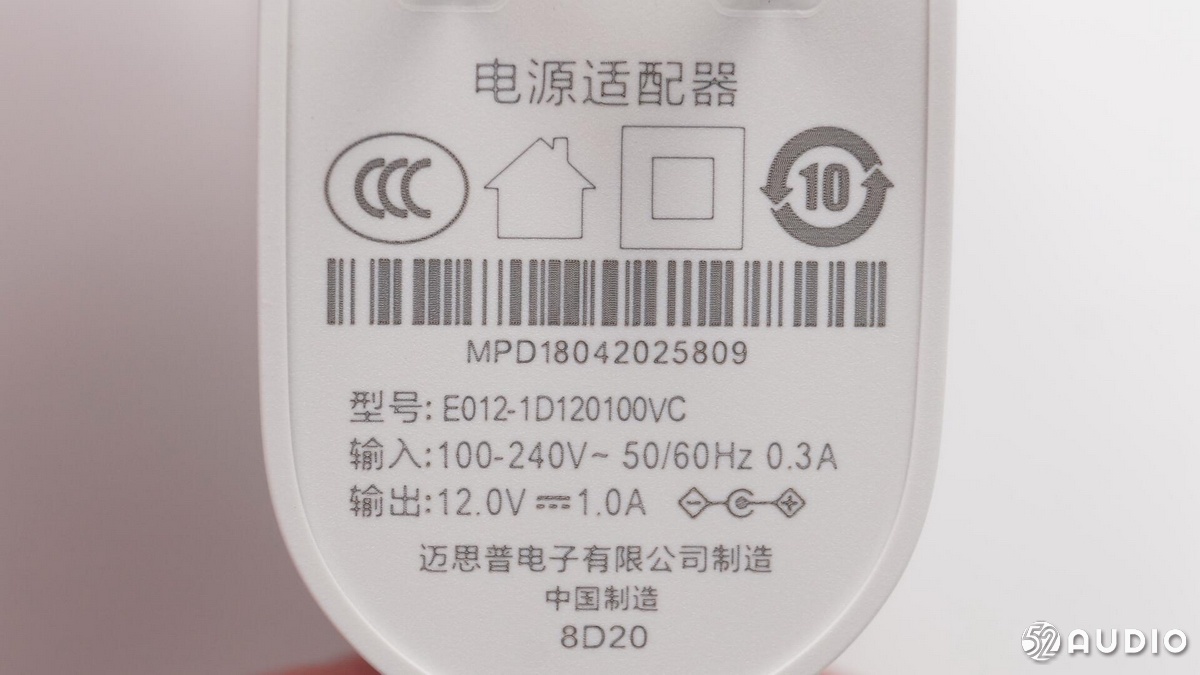 电源适配器
CCC
10
MPD18042025809
型号: E012-1D120100VC
输入:100-240V~ 50/60Hz 0.3A
输出:12.0V⎓1.0A
迈思普电子有限公司制造
中国制造
8D20
52 AUDIO